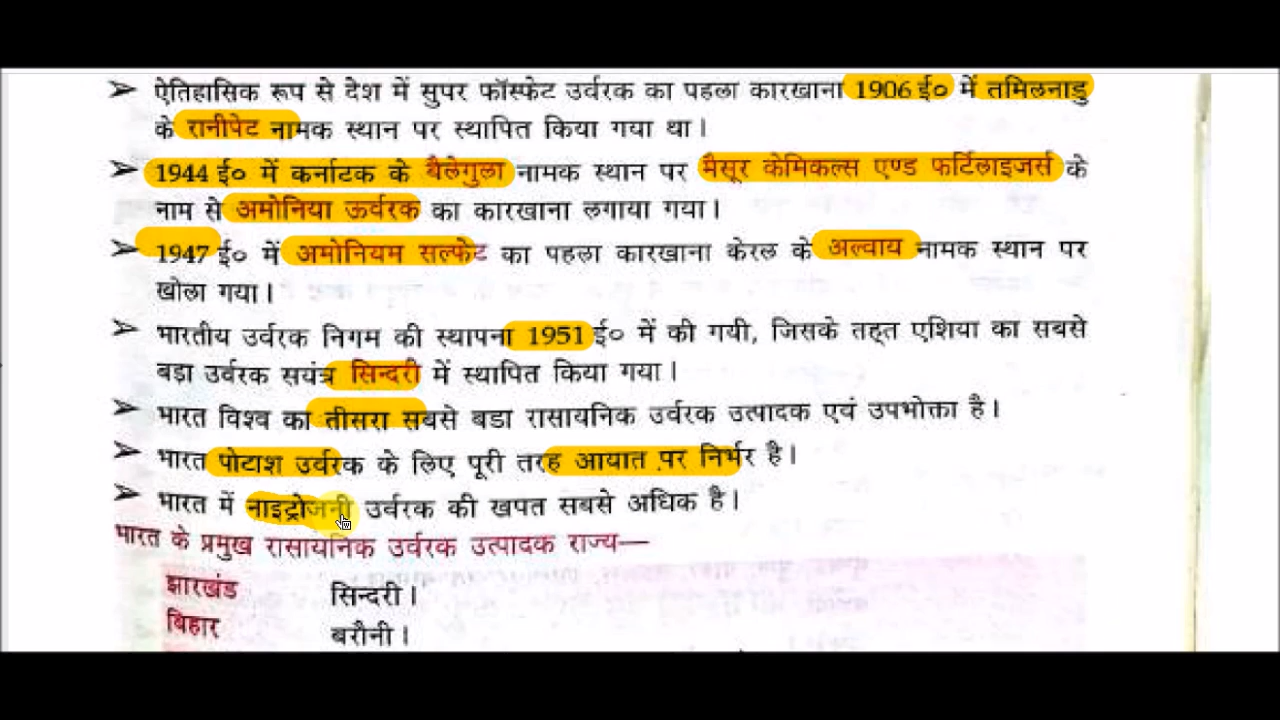 ➢ ऐतिहासिक रूप से देश में सुपर फॉस्फेट उर्वरक का पहला कारखाना 1906 ई० में तमिलनाडु
के रानीपेट नामक स्थान पर स्थापित किया गया था।
➢ 1944 ई० में कर्नाटक के बैलेगुला नामक स्थान पर मैसूर केमिकल्स एण्ड फर्टिलाइजर्स के
नाम से अमोनिया ऊर्वरक का कारखाना लगाया गया।
➢ 1947 ई० में अमोनियम सल्फेट का पहला कारखाना केरल के अल्वाय नामक स्थान पर
खोला गया।
➢ भारतीय उर्वरक निगम की स्थापना 1951 ई० में की गयी, जिसके तहत् एशिया का सबसे
बड़ा उर्वरक सयंत्र सिन्दरी में स्थापित किया गया।
➢ भारत विश्व का तीसरा सबसे बडा रासायनिक उर्वरक उत्पादक एवं उपभोक्ता है।
➢ भारत पोटाश उर्वरक के लिए पूरी तरह आयात पर निर्भर है।
➢ भारत में नाइट्रोजनी उर्वरक की खपत सबसे अधिक है।
भारत के प्रमुख रासायनिक उर्वरक उत्पादक राज्य—
झारखंड सिन्दरी।
बिहार बरौनी।